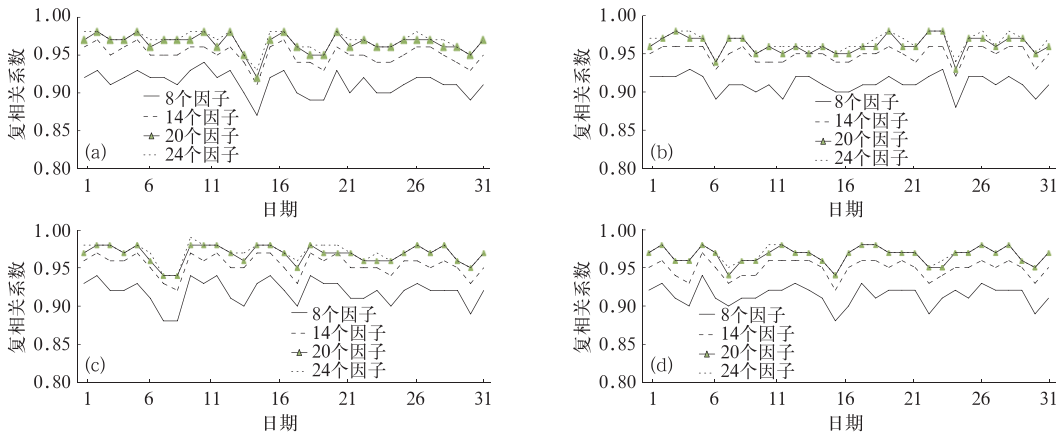 复相关系数
1.00
0.95
0.90
0.85
0.80
8个因子
14个因子
20个因子
24个因子
(a)
1 6 11 16 21 26 31
日期
复相关系数
1.00
0.95
0.90
0.85
0.80
8个因子
14个因子
20个因子
24个因子
(b)
1 6 11 16 21 26 31
日期
复相关系数
1.00
0.95
0.90
0.85
0.80
8个因子
14个因子
20个因子
24个因子
(c)
1 6 11 16 21 26 31
日期
复相关系数
1.00
0.95
0.90
0.85
0.80
8个因子
14个因子
20个因子
24个因子
(d)
1 6 11 16 21 26 31
日期